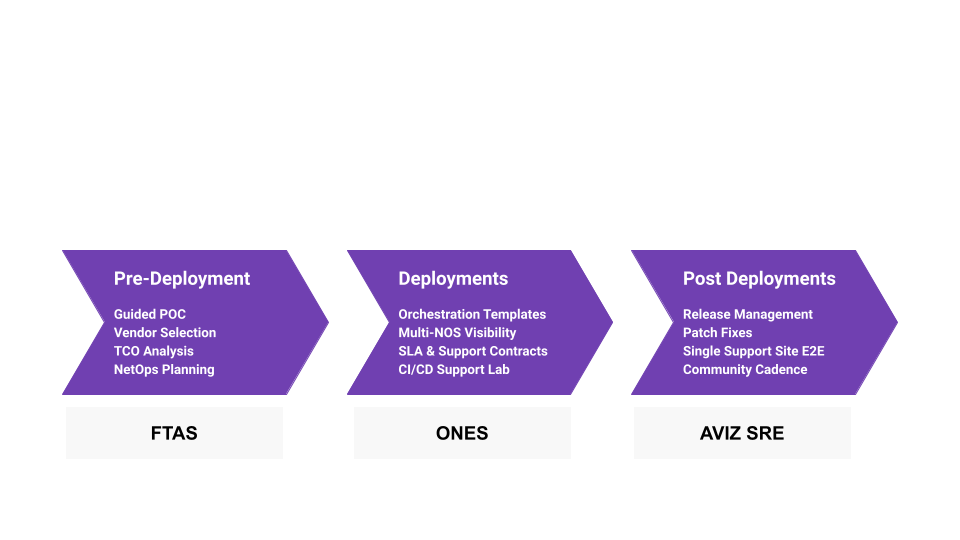 Pre-Deployment
Guided POC
Vendor Selection
TCO Analysis
NetOps Planning
FTAS
Deployments
Orchestration Templates
Multi-NOS Visibility
SLA & Support Contracts
CI/CD Support Lab
ONES
Post Deployments
Release Management
Patch Fixes
Single Support Site E2E
Community Cadence
AVIZ SRE